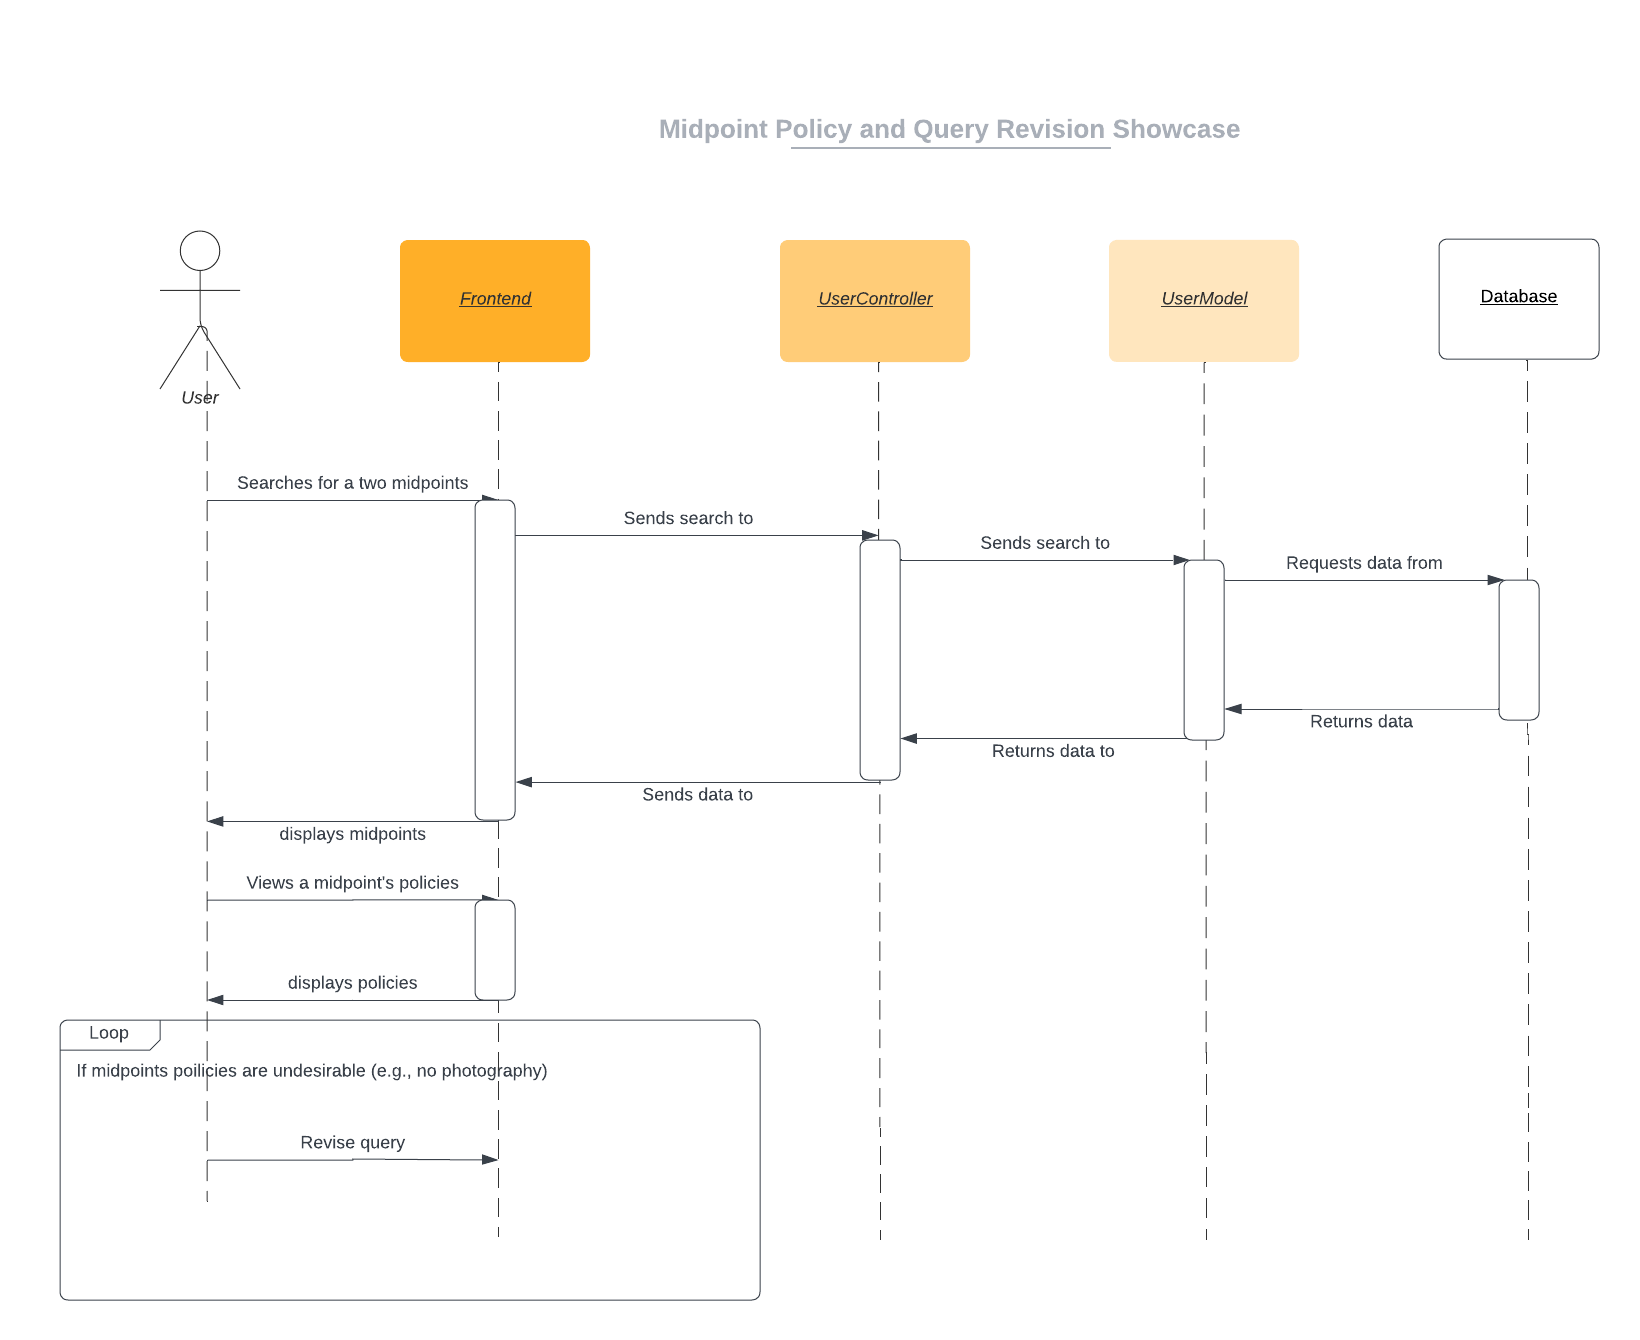 Midpoint Policy and Query Revision Showcase
User
Frontend
UserController
UserModel
Database
Searches for a two midpoints
Sends search to
Sends search to
Requests data from
Returns data
Returns data to
Sends data to
displays midpoints
Views a midpoint's policies
displays policies
Loop
If midpoints poilicies are undesirable (e.g., no photography)
Revise query